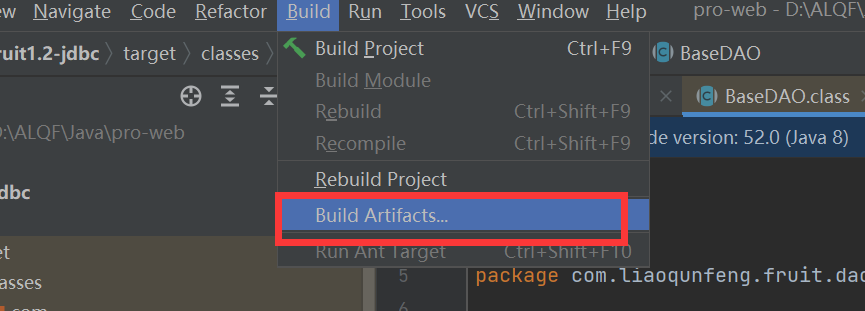 ew Navigate Code Refactor Build Run Tools VCS Window Help pro-web - D:\ALQF\Java
ruit1.2-jdbc target classes BaseDAO
Build Project Ctrl+F9
Build Module
Rebuild Ctrl+Shift+F9
Recompile Ctrl+Shift+F9
Rebuild Project
Build Artifacts...
Run Ant Target Ctrl+Shift+F10
BaseDAO.class
D:\ALQF\Java\pro-web
de version: 52.0 (Java 8)
dbc
et
asses
com
5 package com.liaoqunfeng.fruit.dao
6